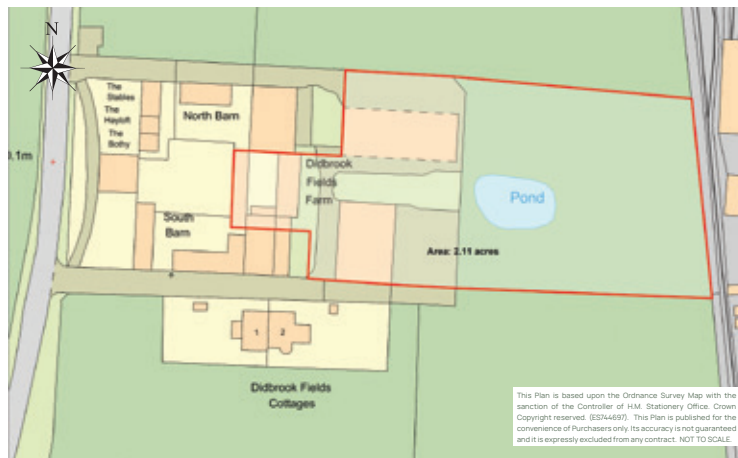 N
The
Stables
The
Hayloft
The
Bothy
North Barn
0.1m
Didbrook
Fields
Farm
Pond
South
Barn
Area: 2.11 acres
1 2
Didbrook Fields
Cottages
This Plan is based upon the Ordnance Survey Map with the
sanction of the Controller of H.M. Stationery Office. Crown
Copyright reserved. (ES744697). This Plan is published for the
convenience of Purchasers only. Its accuracy is not guaranteed
and it is expressly excluded from any contract. NOT TO SCALE.